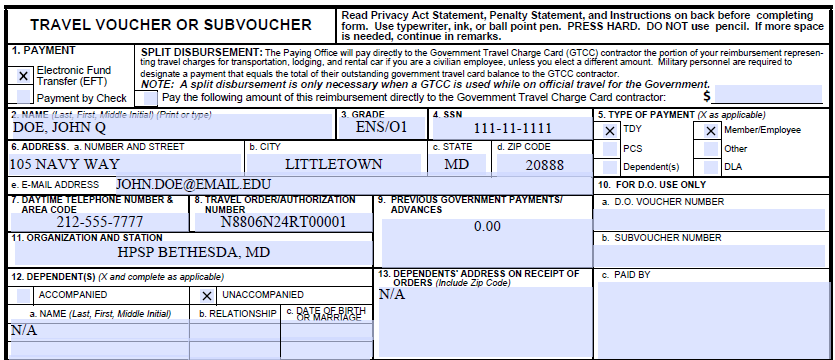 TRAVEL VOUCHER OR SUBVOUCHER
Read Privacy Act Statement, Penalty Statement, and Instructions on back before completing
form. Use typewriter, ink, or ball point pen. PRESS HARD. DO NOT use pencil. If more space
is needed, continue in remarks.
1. PAYMENT
X Electronic Fund
Transfer (EFT)
Payment by Check
SPLIT DISBURSEMENT: The Paying Office will pay directly to the Government Travel Charge Card (GTCC) contractor the portion of your reimbursement represen-
ting travel charges for transportation, lodging, and rental car if you are a civilian employee, unless you elect a different amount. Military personnel are required to
designate a payment that equals the total of their outstanding government travel card balance to the GTCC contractor.
NOTE: A split disbursement is only necessary when a GTCC is used while on official travel for the Government.
Pay the following amount of this reimbursement directly to the Government Travel Charge Card contractor: $
2. NAME (Last, First, Middle Initial) (Print or type)
DOE, JOHN Q
3. GRADE
ENS/O1
4. SSN
111-11-1111
5. TYPE OF PAYMENT (X as applicable)
X TDY
X Member/Employee
PCS
Other
Dependent(s)
DLA
6. ADDRESS. a. NUMBER AND STREET
105 NAVY WAY
b. CITY
LITTLETOWN
c. STATE
MD
d. ZIP CODE
20888
e. E-MAIL ADDRESS JOHN.DOE@EMAIL.EDU
10. FOR D.O. USE ONLY
a. D.O. VOUCHER NUMBER
b. SUBVOUCHER NUMBER
c. PAID BY
7. DAYTIME TELEPHONE NUMBER &
AREA CODE
212-555-7777
8. TRAVEL ORDER/AUTHORIZATION
NUMBER
N8806N24RT00001
9. PREVIOUS GOVERNMENT PAYMENTS/
ADVANCES
0.00
11. ORGANIZATION AND STATION
HPSP BETHESDA, MD
12. DEPENDENT(S) (X and complete as applicable)
ACCOMPANIED
X UNACCOMPANIED
a. NAME (Last, First, Middle Initial)
b. RELATIONSHIP
c. DATE OF BIRTH
OR MARRIAGE
N/A
13. DEPENDENTS' ADDRESS ON RECEIPT OF
ORDERS (Include Zip Code)
N/A